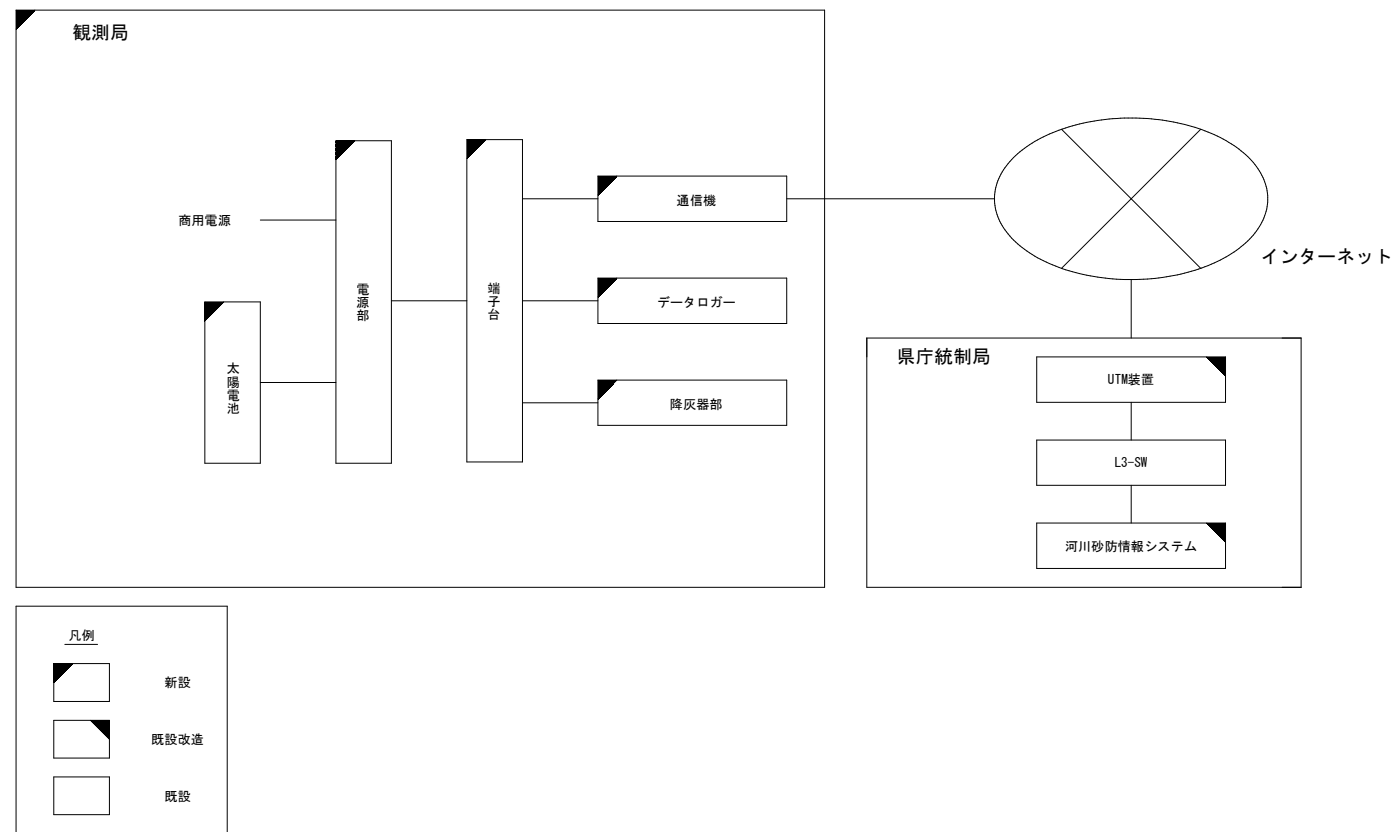 観測局
商用電源
太陽電池
電源部
端子台
通信機
データロガー
降灰器部
インターネット
県庁統制局
UTM装置
L3-SW
河川砂防情報システム
凡例
新設
既設改造
既設